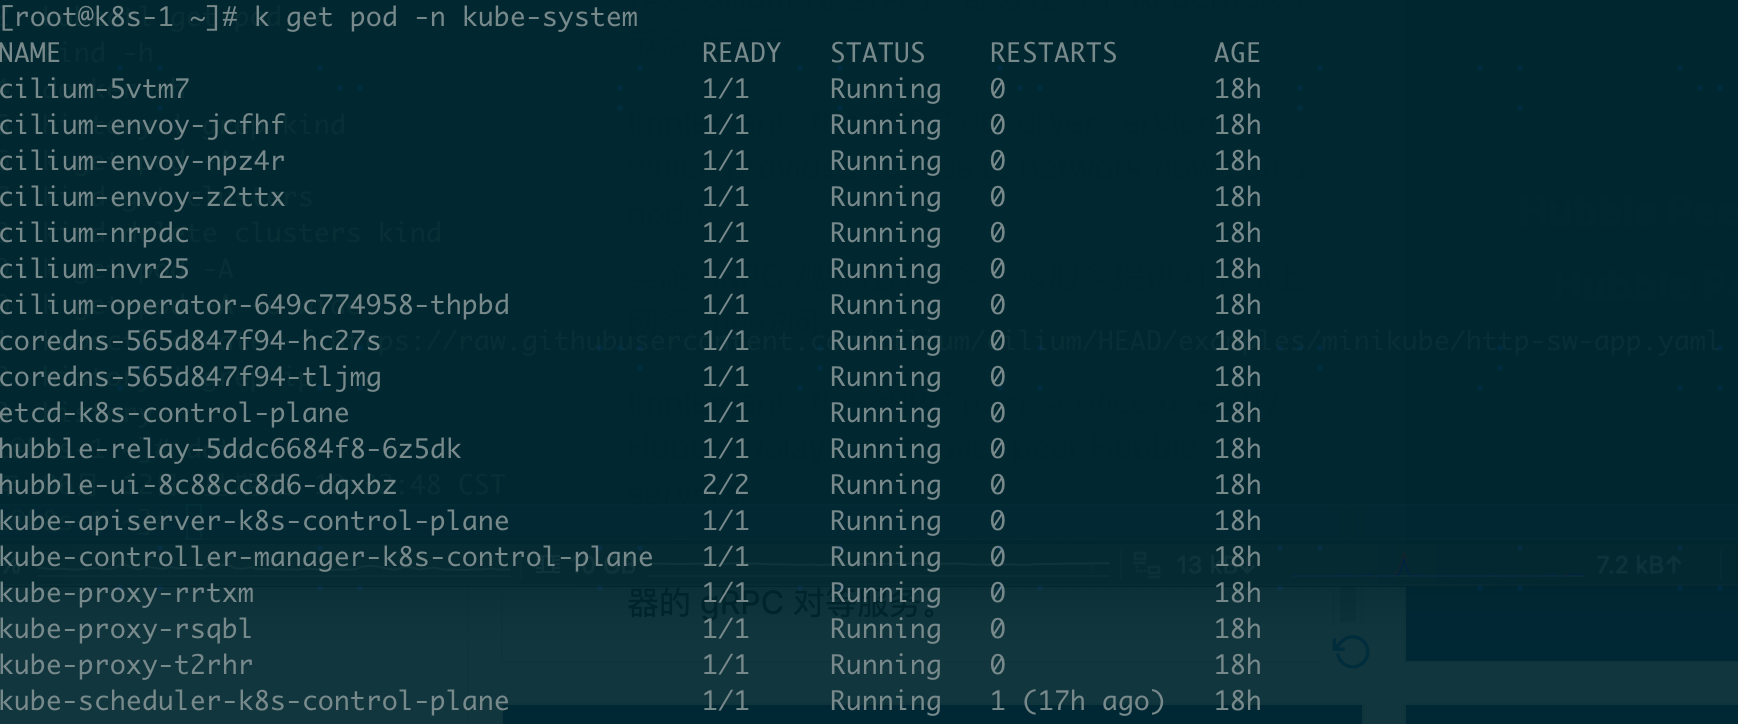 [root@k8s-1 ~]# k get pod -n kube-system
NAME READY STATUS RESTARTS AGE
cilium-5vtm7 1/1 Running 0 18h
cilium-envoy-jcfhf 1/1 Running 0 18h
cilium-envoy-npz4r 1/1 Running 0 18h
cilium-envoy-z2ttx 1/1 Running 0 18h
cilium-nrpdc 1/1 Running 0 18h
cilium-nvr25 1/1 Running 0 18h
cilium-operator-649c774958-thpbd 1/1 Running 0 18h
coredns-565d847f94-hc27s 1/1 Running 0 18h
coredns-565d847f94-tljmg 1/1 Running 0 18h
etcd-k8s-control-plane 1/1 Running 0 18h
hubble-relay-5ddc6684f8-6z5dk 1/1 Running 0 18h
hubble-ui-8c88cc8d6-dqxbz 2/2 Running 0 18h
kube-apiserver-k8s-control-plane 1/1 Running 0 18h
kube-controller-manager-k8s-control-plane 1/1 Running 0 18h
kube-proxy-rrtxm 1/1 Running 0 18h
器的 gRPC 对等服务。
kube-proxy-rsqbl 1/1 Running 0 18h
kube-proxy-t2rhr 1/1 Running 0 18h
kube-scheduler-k8s-control-plane 1/1 Running 1 (17h ago) 18h